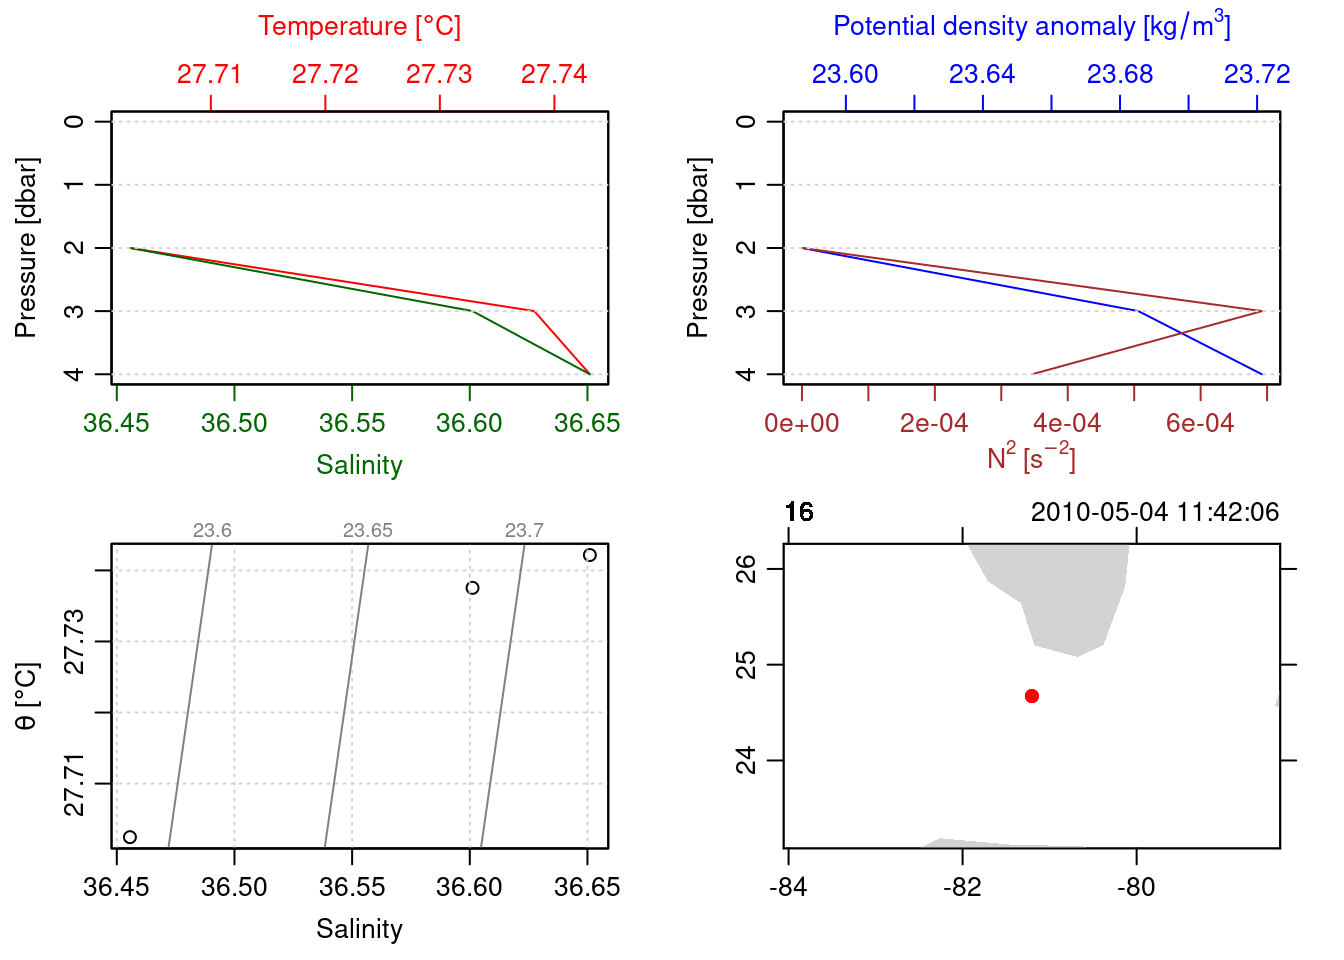 Temperature [°C]
27.71 27.72 27.73 27.74
Pressure [dbar]
0
1
2
3
4
36.45 36.50 36.55 36.60 36.65
Salinity
Potential density anomaly [kg/m³]
23.60 23.64 23.68 23.72
Pressure [dbar]
0
1
2
3
4
0e+00 2e-04 4e-04 6e-04
N² [s⁻²]
23.6 23.65 23.7
θ [°C]
27.73
27.71
36.45 36.50 36.55 36.60 36.65
Salinity
16 2010-05-04 11:42:06
26
25
24
-84 -82 -80